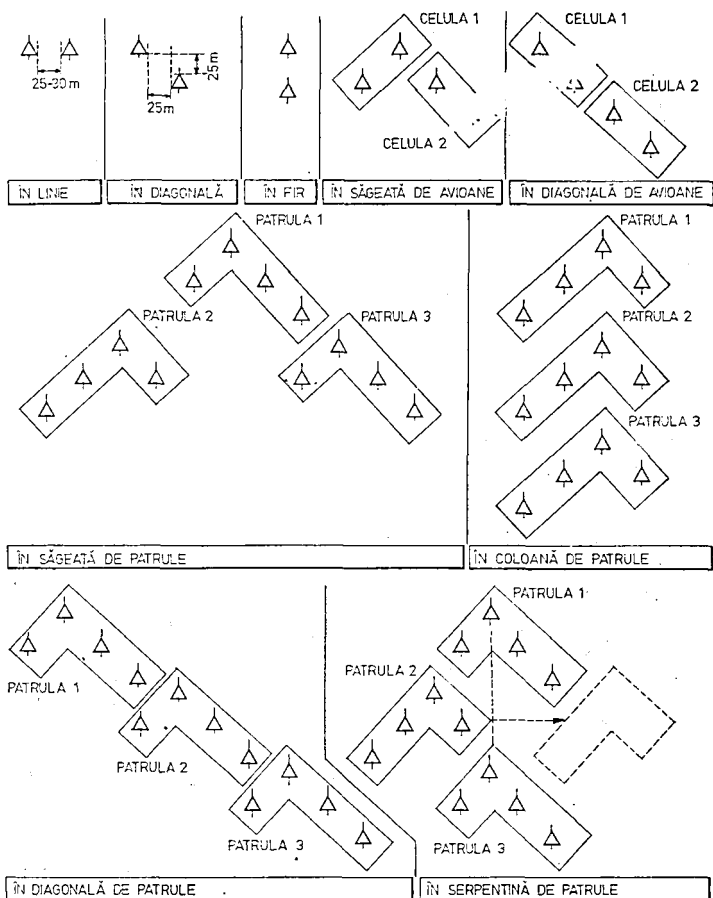 25-30m
25m
25m
CELULA 1
CELULA 2
CELULA 1
CELULA 2
ÎN LINIE
ÎN DIAGONALĂ
ÎN FIR
ÎN SĂGEATĂ DE AVIOANE
ÎN DIAGONALĂ DE AVIOANE
PATRULA 1
PATRULA 2
PATRULA 3
PATRULA 1
PATRULA 2
PATRULA 3
ÎN SĂGEATĂ DE PATRULE
ÎN COLOANĂ DE PATRULE
PATRULA 1
PATRULA 2
PATRULA 3
PATRULA 1
PATRULA 2
PATRULA 3
ÎN DIAGONALĂ DE PATRULE
ÎN SERPENTINĂ DE PATRULE